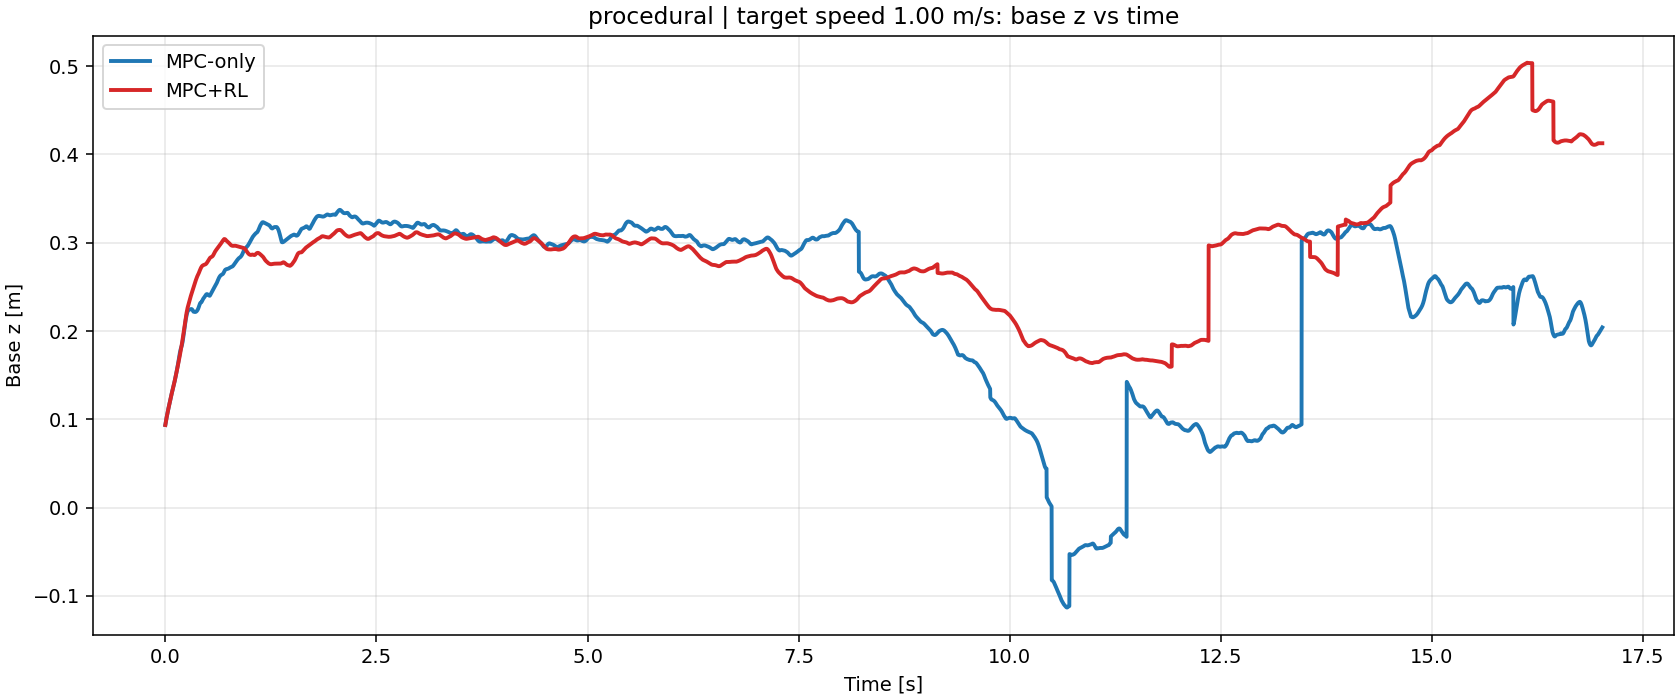 procedural | target speed 1.00 m/s: base z vs time
MPC-only
MPC+RL
Base z [m]
0.5
0.4
0.3
0.2
0.1
0.0
−0.1
0.0 2.5 5.0 7.5 10.0 12.5 15.0 17.5
Time [s]